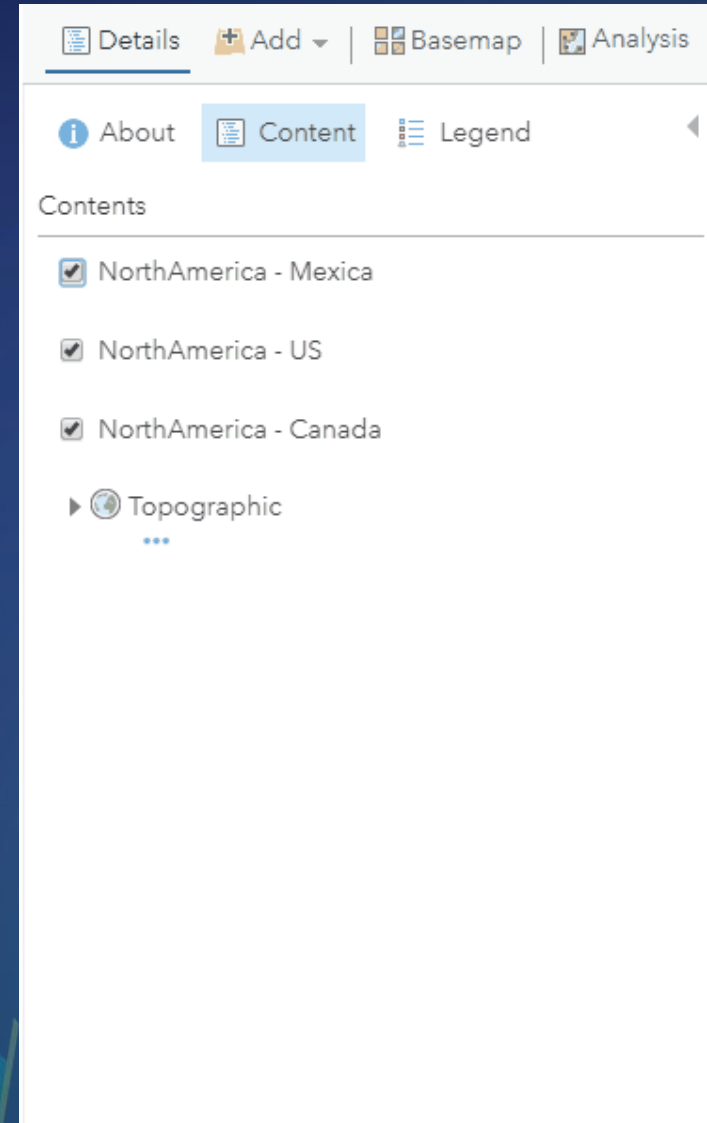 Details Add Basemap Analysis
About Content Legend
Contents
NorthAmerica - Mexica
NorthAmerica - US
NorthAmerica - Canada
Topographic